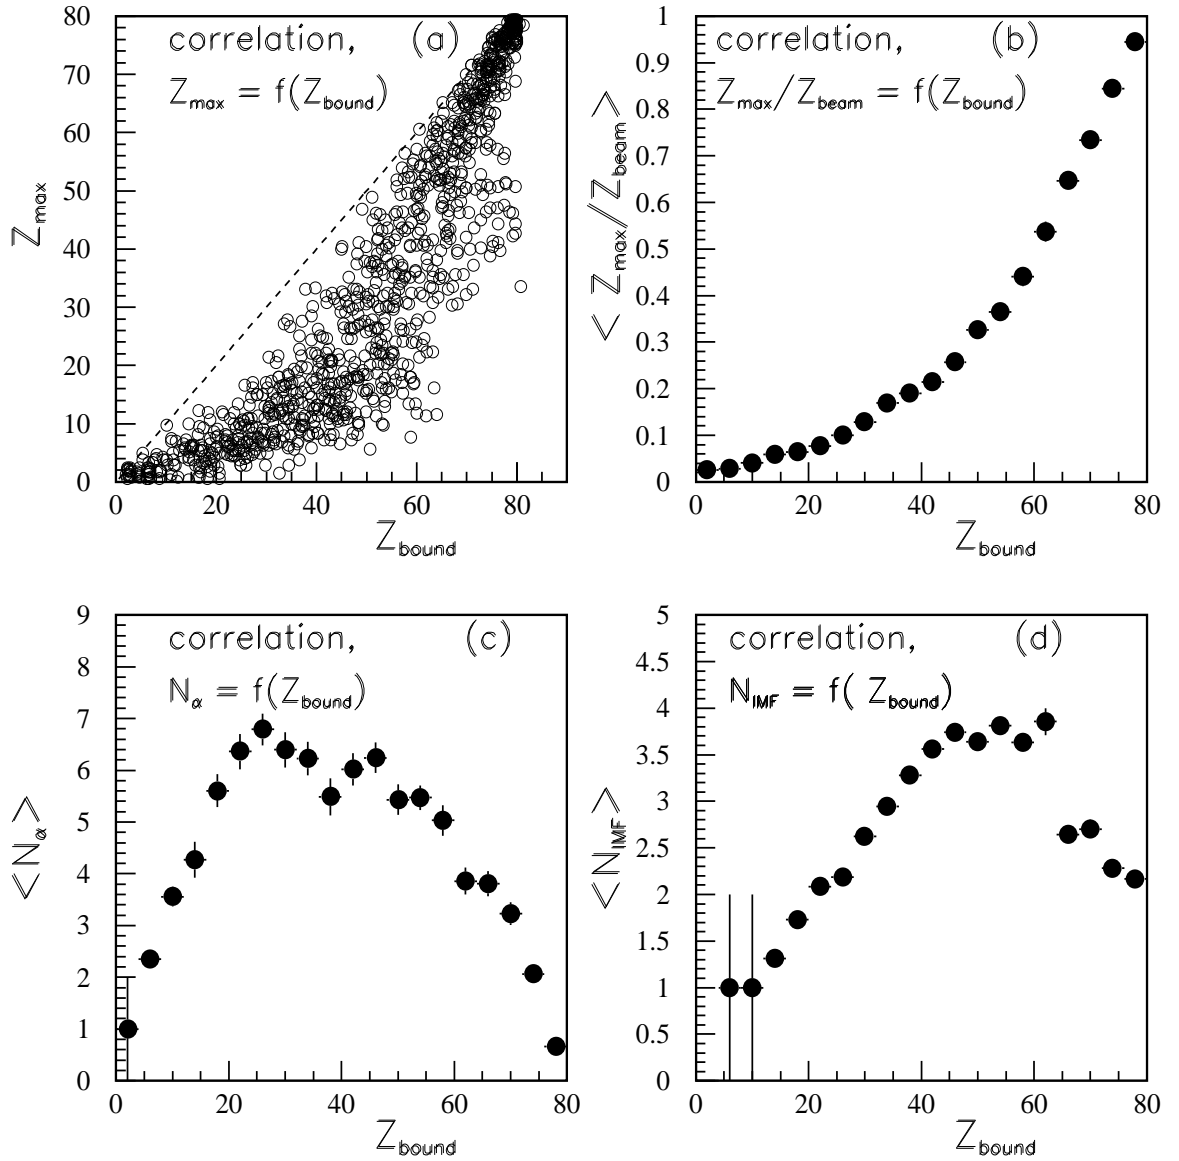 correlation, (a)
Z_max = f(Z_bound)
Z_max
80
70
60
50
40
30
20
10
0
0 20 40 60 80
Z_bound
correlation, (b)
Z_max/Z_beam = f(Z_bound)
< Z_max/Z_beam >
1
0.9
0.8
0.7
0.6
0.5
0.4
0.3
0.2
0.1
0
0 20 40 60 80
Z_bound
correlation, (c)
N_α = f(Z_bound)
<N_α>
9
8
7
6
5
4
3
2
1
0
0 20 40 60 80
Z_bound
correlation, (d)
N_IMF = f( Z_bound)
<N_IMF>
5
4.5
4
3.5
3
2.5
2
1.5
1
0.5
0
0 20 40 60 80
Z_bound